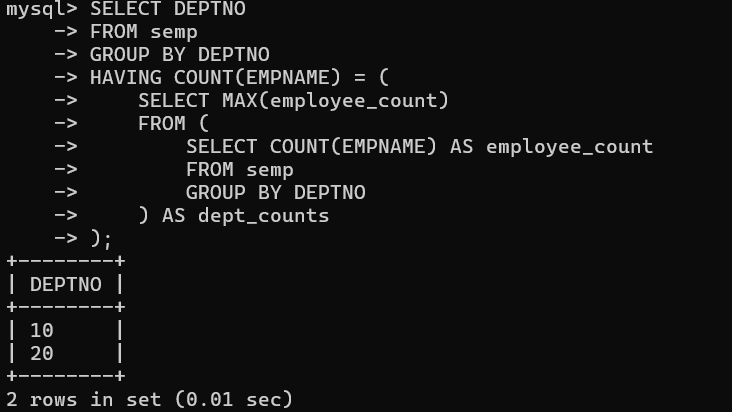 mysql> SELECT DEPTNO
    -> FROM semp
    -> GROUP BY DEPTNO
    -> HAVING COUNT(EMPNAME) = (
    ->     SELECT MAX(employee_count)
    ->     FROM (
    ->         SELECT COUNT(EMPNAME) AS employee_count
    ->         FROM semp
    ->         GROUP BY DEPTNO
    ->     ) AS dept_counts
    -> );
+--------+
| DEPTNO |
+--------+
| 10     |
| 20     |
+--------+
2 rows in set (0.01 sec)